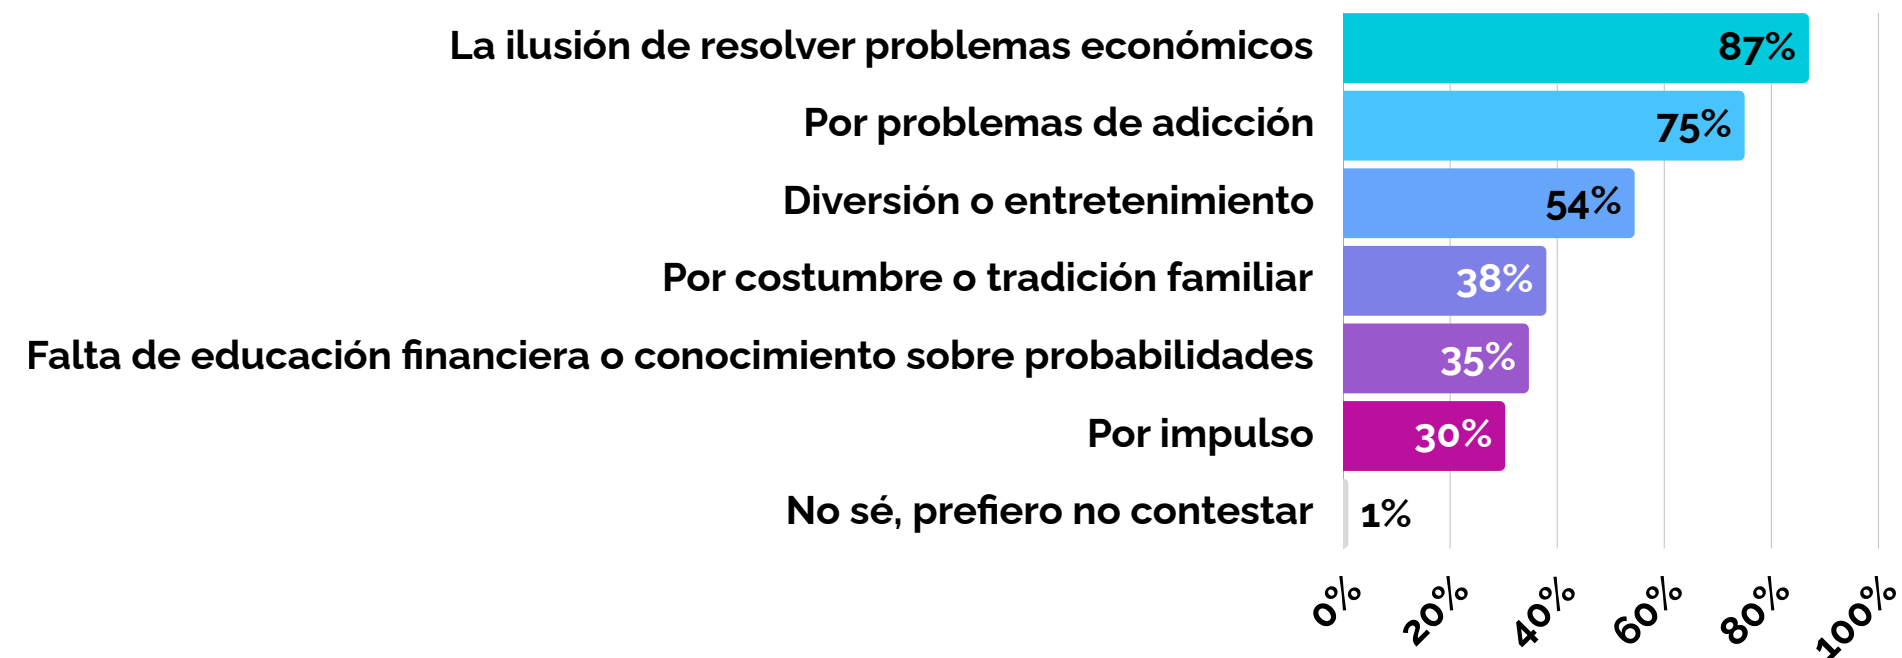 La ilusión de resolver problemas económicos 87%
Por problemas de adicción 75%
Diversión o entretenimiento 54%
Por costumbre o tradición familiar 38%
Falta de educación financiera o conocimiento sobre probabilidades 35%
Por impulso 30%
No sé, prefiero no contestar 1%
0% 20% 40% 60% 80% 100%